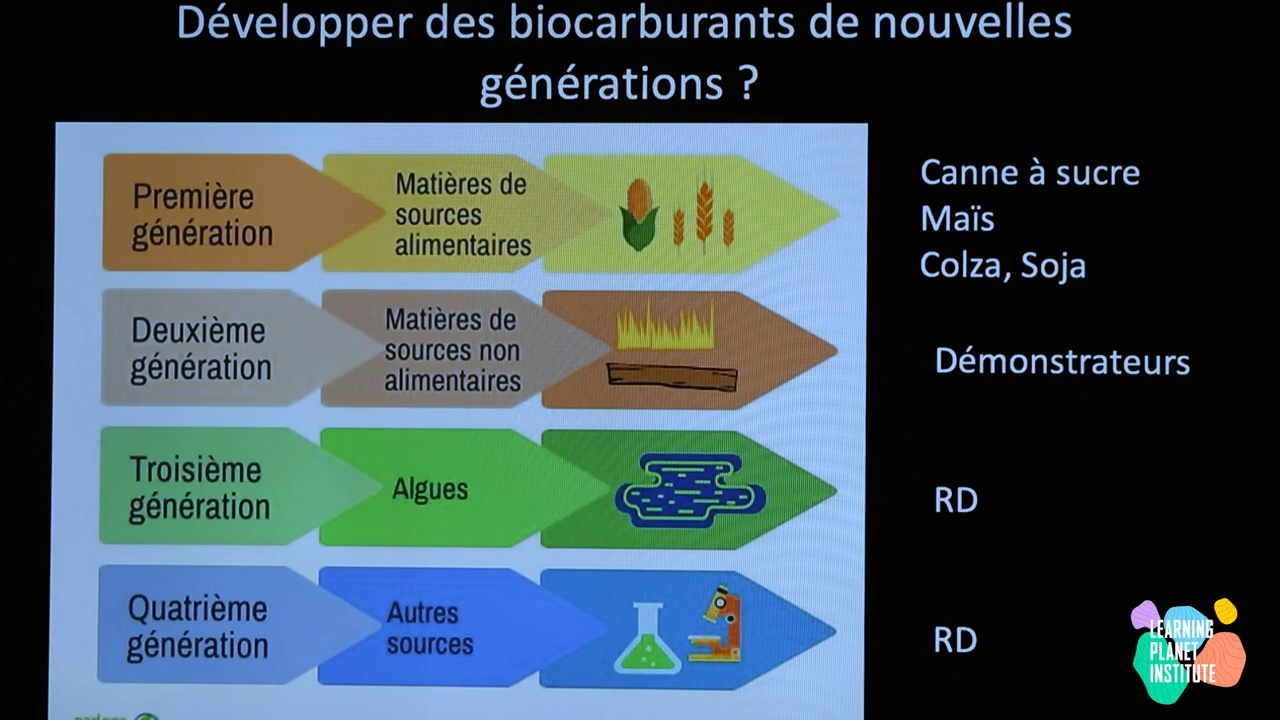 Développer des biocarburants de nouvelles
générations ?
Première
génération
Matières de
sources
alimentaires
Canne à sucre
Maïs
Colza, Soja
Deuxième
génération
Matières de
sources non
alimentaires
Démonstrateurs
Troisième
génération
Algues
RD
Quatrième
génération
Autres
sources
RD
LEARNING
PLANET
INSTITUTE